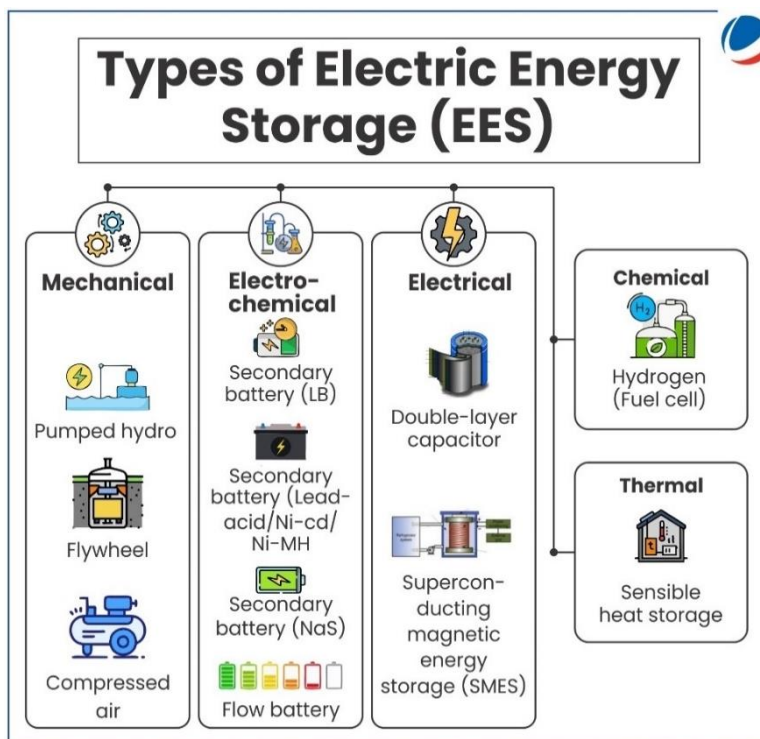 Types of Electric Energy
Storage (EES)
Mechanical
Pumped hydro
Flywheel
Compressed
air
Electro-
chemical
Secondary
battery (LB)
Secondary
battery (Lead-
acid/Ni-cd/
Ni-MH
Secondary
battery (NaS)
Flow battery
Electrical
Double-layer
capacitor
Supercon-
ducting
magnetic
energy
storage (SMES)
Chemical
H₂
Hydrogen
(Fuel cell)
Thermal
Sensible
heat storage